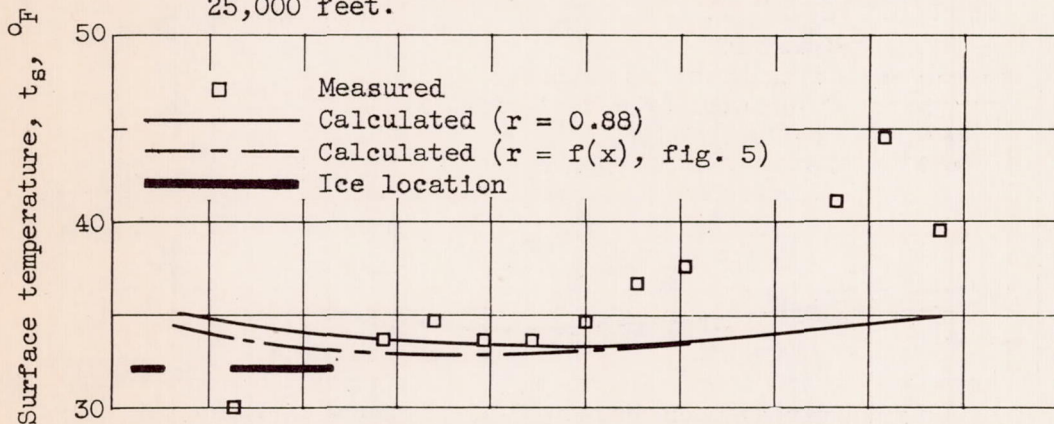 25,000 feet.
50
Measured
Calculated (r = 0.88)
Calculated (r = f(x), fig. 5)
Ice location
40
30
Surface temperature, ts, °F